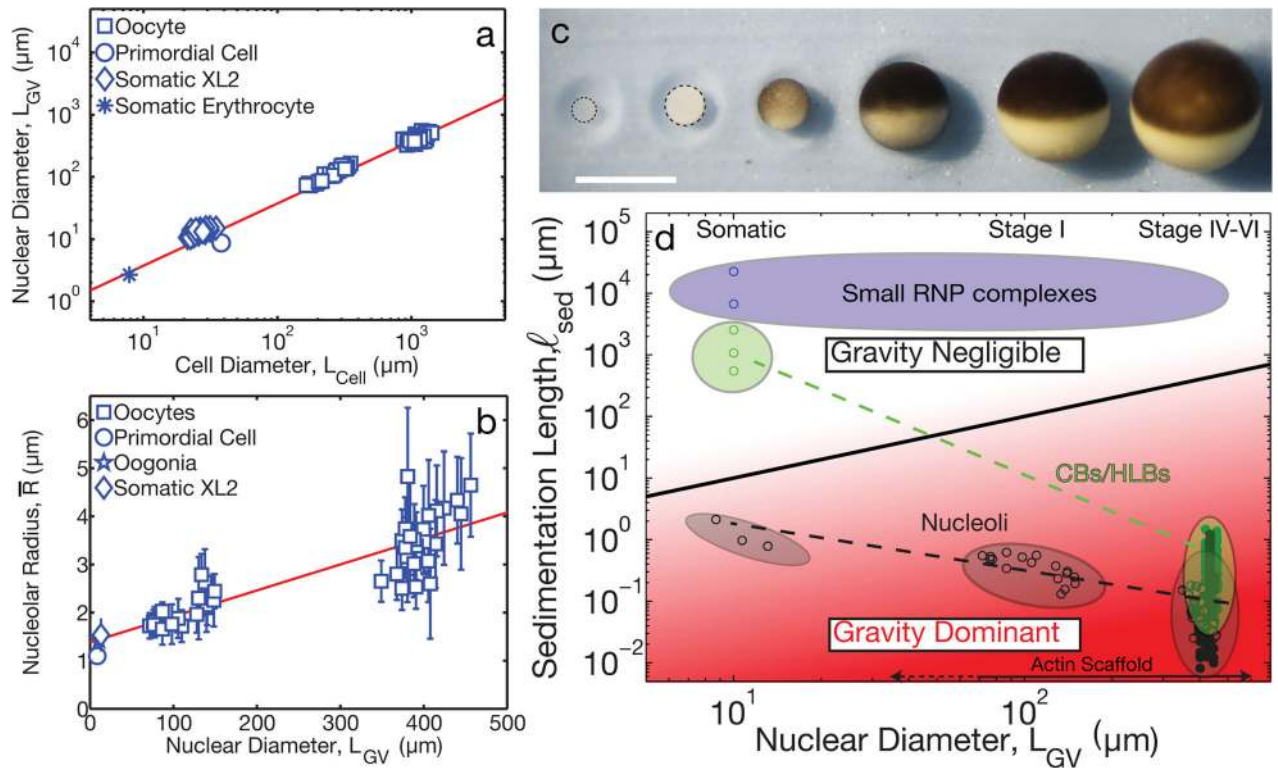 a
Oocyte
Primordial Cell
Somatic XL2
Somatic Erythrocyte
Nuclear Diameter, L_GV (µm)
10^4
10^3
10^2
10^1
10^0
10^1
10^2
10^3
Cell Diameter, L_Cell (µm)
b
Oocytes
Primordial Cell
Oogonia
Somatic XL2
Nucleolar Radius, R̅ (µm)
6
5
4
3
2
1
0
0
100
200
300
400
500
Nuclear Diameter, L_GV (µm)
c
d
Somatic
Stage I
Stage IV-VI
Small RNP complexes
Gravity Negligible
CBs/HLBs
Nucleoli
Gravity Dominant
Actin Scaffold
Sedimentation Length, ℓ_sed (µm)
10^5
10^4
10^3
10^2
10^1
10^0
10^-1
10^-2
10^1
10^2
Nuclear Diameter, L_GV (µm)